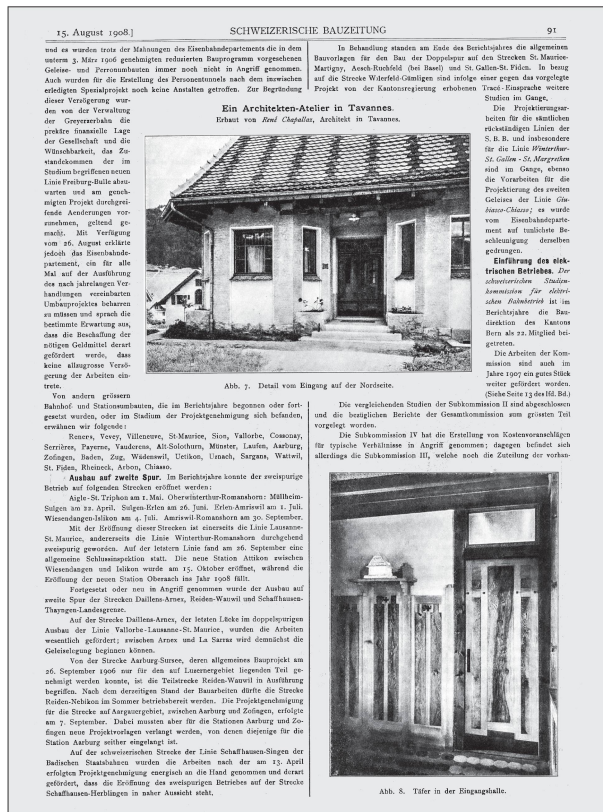 15. August 1908.]
SCHWEIZERISCHE BAUZEITUNG
91
und es wurden trotz der Mahnungen des Eisenbahndepartements die in dem
unterm 3. März 1906 genehmigten reduzierten Bauprogramm vorgesehenen
Geleise- und Perronumbauten immer noch nicht in Angriff genommen.
Auch wurden für die Erstellung des Personentunnels nach dem inzwischen
erledigten Spezialprojekt noch keine Anstalten getroffen. Zur Begründung
dieser Verzögerung wur-
den von der Verwaltung
der Greyerzerbahn die
prekäre finanzielle Lage
der Gesellschaft und die
Wünschbarkeit, das Zu-
standekommen der im
Studium begriffenen neuen
Linie Freiburg-Bulle abzu-
warten und am geneh-
migten Projekt durchgrei-
fende Aenderungen vor-
zunehmen, geltend ge-
macht. Mit Verfügung
vom 26. August erklärte
jedoch das Eisenbahnde-
partement, ein für alle
Mal auf der Ausführung
des nach jahrelangen Ver-
handlungen vereinbarten
Umbauprojektes beharren
zu müssen und sprach die
bestimmte Erwartung aus,
dass die Beschaffung der
nötigen Geldmittel derart
gefördert werde, dass
keine allzugrosse Verzö-
gerung der Arbeiten ein-
trete.
Von andern grössern
Bahnhof- und Stationsumbauten, die im Berichtsjahre begonnen oder fort-
gesetzt wurden, oder im Stadium der Projektgenehmigung sich befanden,
erwähnen wir folgende:
Renens, Vevey, Villeneuve, St-Maurice, Sion, Vallorbe, Cossonay,
Serrières, Payerne, Vauderens, Alt-Solothurn, Münster, Laufen, Aarburg,
Zofingen, Baden, Zug, Wädenswil, Uetikon, Uznach, Sargans, Wattwil,
St. Fiden, Rheineck, Arbon, Chiasso.
Ausbau auf zweite Spur. Im Berichtsjahre konnte der zweispurige
Betrieb auf folgenden Strecken eröffnet werden:
Aigle-St. Triphon am 1. Mai. Oberwinterthur-Romanshorn: Müllheim-
Sulgen am 22. April. Sulgen-Erlen am 26. Juni. Erlen-Amriswil am 1. Juli.
Wiesendangen-Islikon am 4. Juli. Amriswil-Romanshorn am 30. September.
Mit der Eröffnung dieser Strecken ist einerseits die Linie Lausanne-
St. Maurice, andererseits die Linie Winterthur-Romanshorn durchgehend
zweispurig geworden. Auf der letztern Linie fand am 26. September eine
allgemeine Schlussinspektion statt. Die neue Station Attikon zwischen
Wiesendangen und Islikon wurde am 15. Oktober eröffnet, während die
Eröffnung der neuen Station Oberaach ins Jahr 1908 fällt.
Fortgesetzt oder neu in Angriff genommen wurde der Ausbau auf
zweite Spur der Strecken Daillens-Arnex, Reiden-Wauwil und Schaffhausen-
Thayngen-Landesgrenze.
Auf der Strecke Daillens-Arnex, der letzten Lücke im doppelspurigen
Ausbau der Linie Vallorbe-Lausanne-St. Maurice, wurden die Arbeiten
wesentlich gefördert; zwischen Arnex und La Sarraz wird demnächst die
Geleiselegung beginnen können.
Von der Strecke Aarburg-Sursee, deren allgemeines Bauprojekt am
26. September 1906 nur für den auf Luzernergebiet liegenden Teil ge-
nehmigt werden konnte, ist die Teilstrecke Reiden-Wauwil in Ausführung
begriffen. Nach dem derzeitigen Stand der Bauarbeiten dürfte die Strecke
Reiden-Nebikon im Sommer betriebsbereit werden. Die Projektgenehmigung
für die Strecke auf Aargauergebiet, zwischen Aarburg und Zofingen, erfolgte
am 7. September. Dabei mussten aber für die Stationen Aarburg und Zo-
fingen neue Projektvorlagen verlangt werden, von denen diejenige für die
Station Aarburg seither eingelangt ist.
Auf der schweizerischen Strecke der Linie Schaffhausen-Singen der
Badischen Staatsbahnen wurden die Arbeiten nach der am 13. April
erfolgten Projektgenehmigung energisch an die Hand genommen und derart
gefördert, dass die Eröffnung des zweispurigen Betriebes auf der Strecke
Schaffhausen-Herblingen in naher Aussicht steht.
Ein Architekten-Atelier in Tavannes.
Erbaut von René Chapallaz, Architekt in Tavannes.
Abb. 7. Detail vom Eingang auf der Nordseite.
In Behandlung standen am Ende des Berichtsjahres die allgemeinen
Bauvorlagen für den Bau der Doppelspur auf den Strecken St. Maurice-
Martigny, Aesch-Ruchfeld (bei Basel) und St. Gallen-St. Fiden. In bezug
auf die Strecke Wilerfeld-Gümligen sind infolge einer gegen das vorgelegte
Projekt von der Kantonsregierung erhobenen Tracé-Einsprache weitere
Studien im Gange.
Die Projektierungsar-
beiten für die sämtlichen
rückständigen Linien der
S. B. B. und insbesondere
für die Linie Winterthur-
St. Gallen - St. Margrethen
sind im Gange, ebenso
die Vorarbeiten für die
Projektierung des zweiten
Geleises der Linie Giu-
biasco-Chiasso; es wurde
vom Eisenbahndeparte-
ment auf tunlichste Be-
schleunigung derselben
gedrungen.
Einführung des elek-
trischen Betriebes. Der
schweizerischen Studien-
kommission für elektri-
schen Bahnbetrieb ist im
Berichtsjahre die Bau-
direktion des Kantons
Bern als 22. Mitglied bei-
getreten.
Die Arbeiten der Kom-
mission sind auch im
Jahre 1907 ein gutes Stück
weiter gefördert worden.
(Siehe Seite 13 des lfd. Bd.)
Die vergleichenden Studien der Subkommission II sind abgeschlossen
und die bezüglichen Berichte der Gesamtkommission zum grössten Teil
vorgelegt worden.
Die Subkommission IV hat die Erstellung von Kostenvoranschlägen
für typische Verhältnisse in Angriff genommen; dagegen befindet sich
allerdings die Subkommission III, welche noch die Zuteilung der vorhan-
Abb. 8. Täfer in der Eingangshalle.